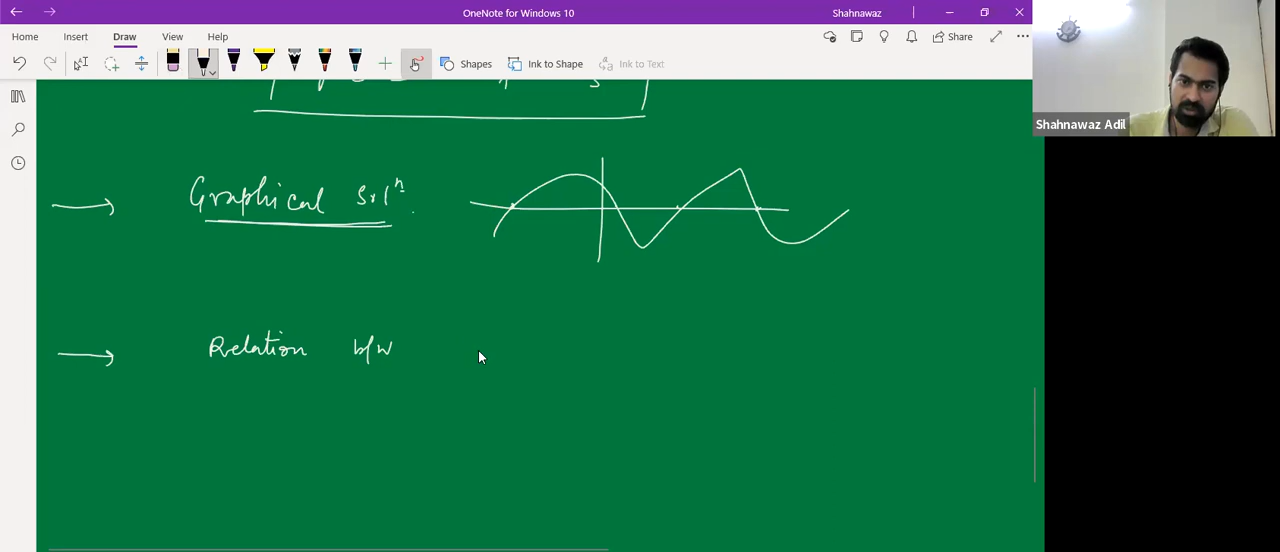 OneNote for Windows 10
Shahnawaz
Home Insert Draw View Help
Shapes Ink to Shape Ink to Text Share
Shahnawaz Adil
Graphical Solⁿ.
Relation b/w